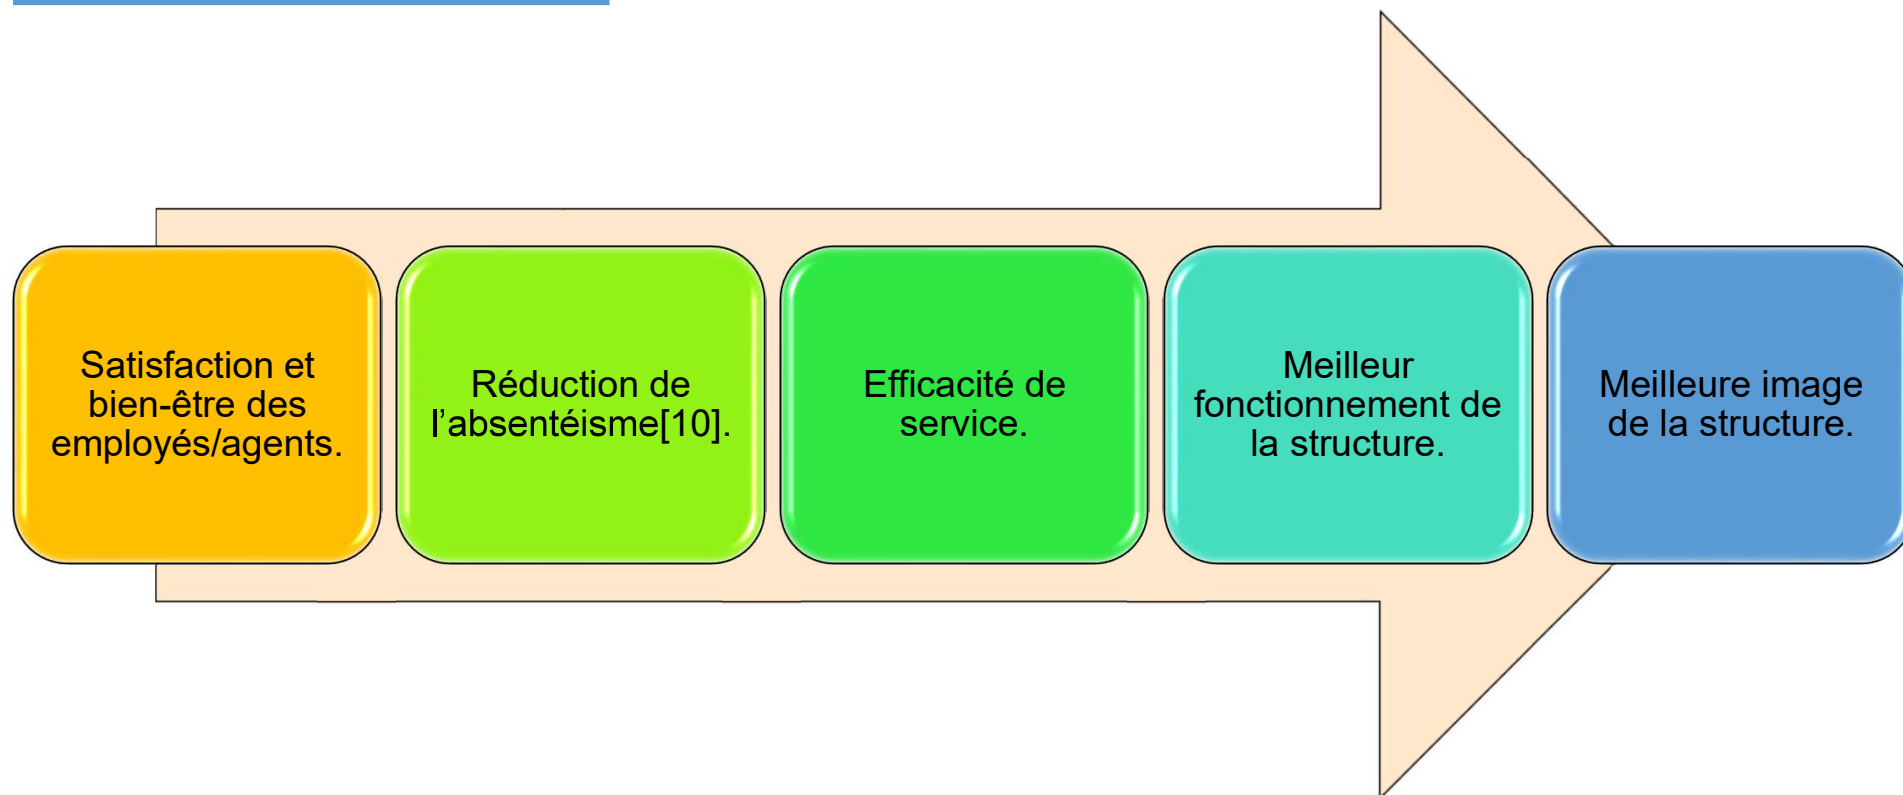 Satisfaction et
bien-être des
employés/agents.
Réduction de
l’absentéisme[10].
Efficacité de
service.
Meilleur
fonctionnement de
la structure.
Meilleure image
de la structure.